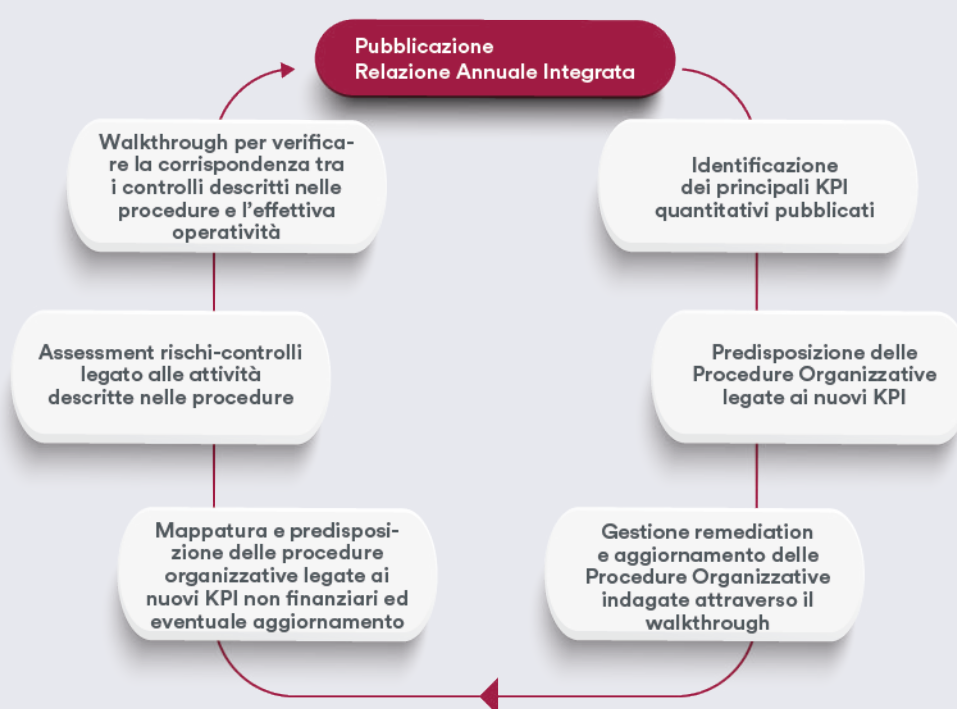 Pubblicazione
Relazione Annuale Integrata
Identificazione
dei principali KPI
quantitativi pubblicati
Predisposizione delle
Procedure Organizzative
legate ai nuovi KPI
Gestione remediation
e aggiornamento delle
Procedure Organizzative
indagate attraverso il
walkthrough
Mappatura e predisposi-
zione delle procedure
organizzative legate ai
nuovi KPI non finanziari ed
eventuale aggiornamento
Assessment rischi-controlli
legato alle attività
descritte nelle procedure
Walkthrough per verifica-
re la corrispondenza tra
i controlli descritti nelle
procedure e l'effettiva
operatività